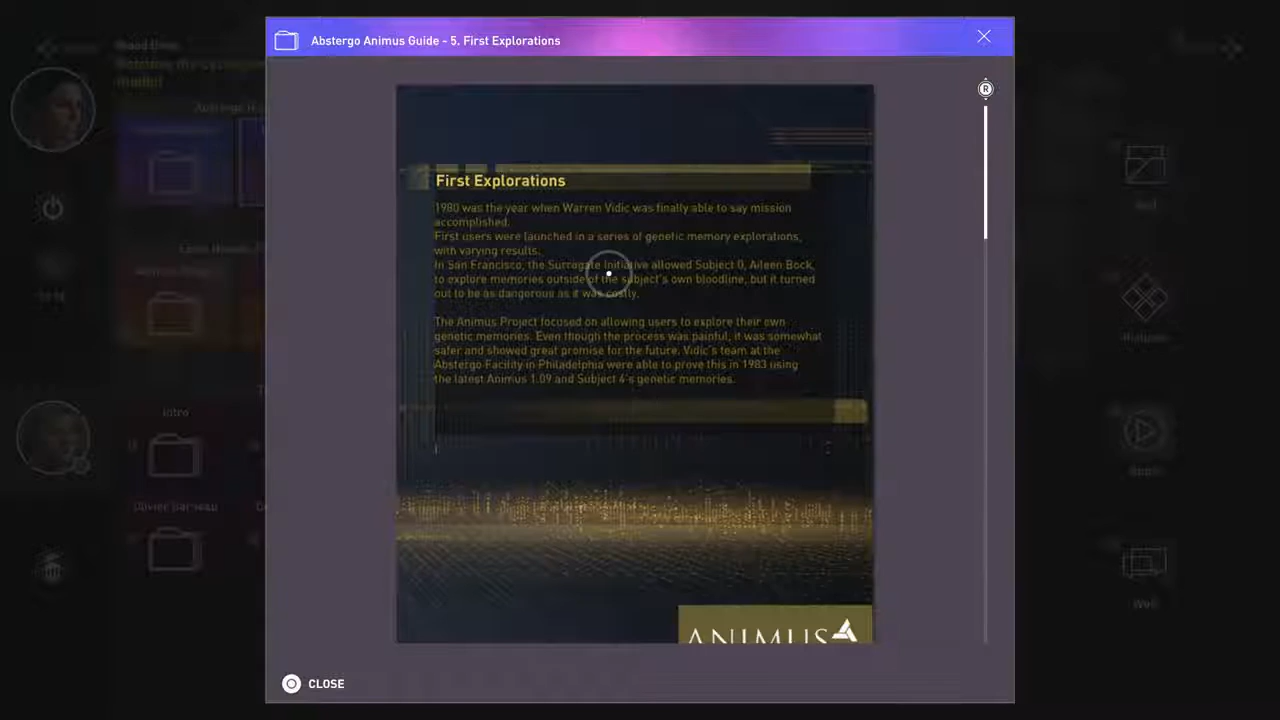 Abstergo Animus Guide - 5. First Explorations
R
First Explorations
1980 was the year when Warren Vidic was finally able to say mission
accomplished.
First users were launched in a series of genetic memory explorations,
with varying results.
In San Francisco, the Surrogate Initiative allowed Subject 0, Aileen Bock,
to explore memories outside of the subject's own bloodline, but it turned
out to be as dangerous as it was costly.
The Animus Project focused on allowing users to explore their own
genetic memories. Even though the process was painful, it was somewhat
safer and showed great promise for the future. Vidic's team at the
Abstergo Facility in Philadelphia were able to prove this in 1983 using
the latest Animus 1.09 and Subject 4's genetic memories.
ANIMUS
CLOSE
Intro
Olivier Garneau
Apps